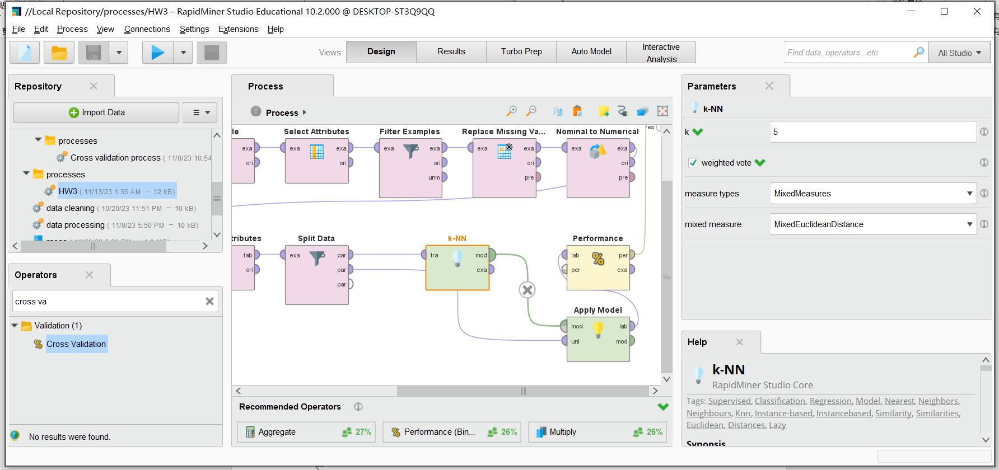 //Local Repository/processes/HW3 – RapidMiner Studio Educational 10.2.000 @ DESKTOP-ST3Q9QQ
File Edit Process View Connections Settings Extensions Help
Views: Design Results Turbo Prep Auto Model Interactive Analysis
Find data, operators...etc All Studio
Repository
Import Data
processes
Cross validation process ( 11/8/23 10:54
processes
HW3 ( 11/13/23 1:35 AM – 12 kB)
data cleaning ( 10/20/23 11:51 PM – 10 kB)
data processing ( 11/8/23 5:50 PM – 10 kB)
Operators
cross va
Validation (1)
Cross Validation
No results were found.
Process
Process
res
le
exa
ori
Select Attributes
exa exa
ori
Filter Examples
exa exa
ori
unm
Replace Missing Va...
exa exa
ori
pre
Nominal to Numerical
exa exa
ori
pre
tributes
tab
ori
Split Data
exa par
par
par
k-NN
tra mod
exa
Performance
lab per
per exa
Apply Model
mod lab
unl mod
Recommended Operators
Aggregate 27%
Performance (Bin... 26%
Multiply 26%
Parameters
k-NN
k 5
weighted vote
measure types MixedMeasures
mixed measure MixedEuclideanDistance
Help
k-NN
RapidMiner Studio Core
Tags: Supervised, Classification, Regression, Model, Nearest, Neighbors,
Neighbours, Knn, Instance-based, Instancebased, Similarity, Similarities,
Euclidean, Distances, Lazy
Synopsis